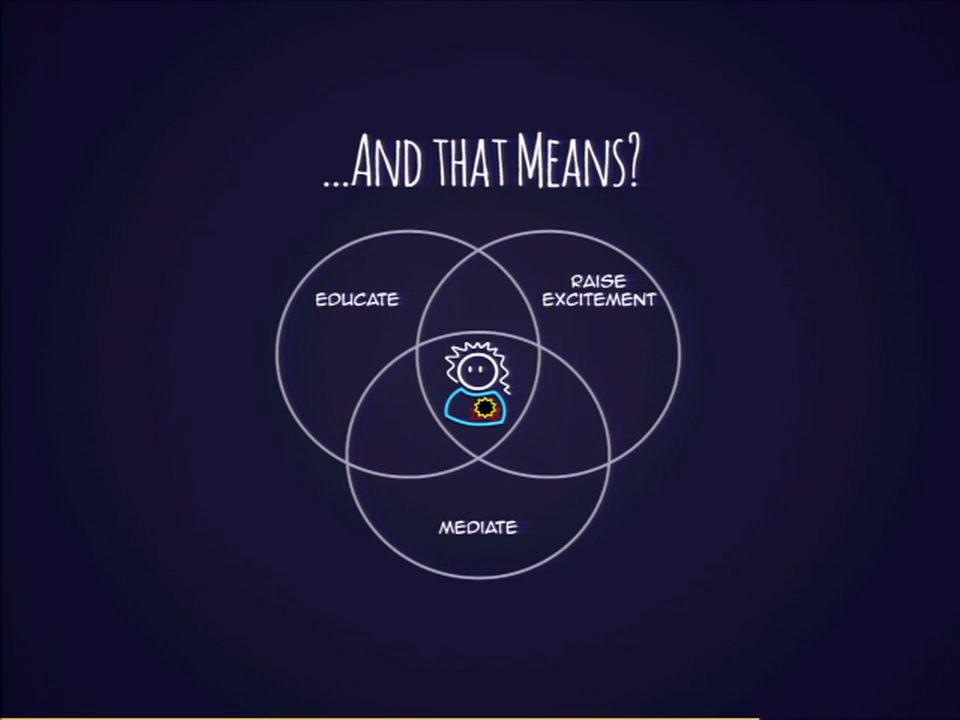 ...And that Means?
EDUCATE
RAISE
EXCITEMENT
MEDIATE